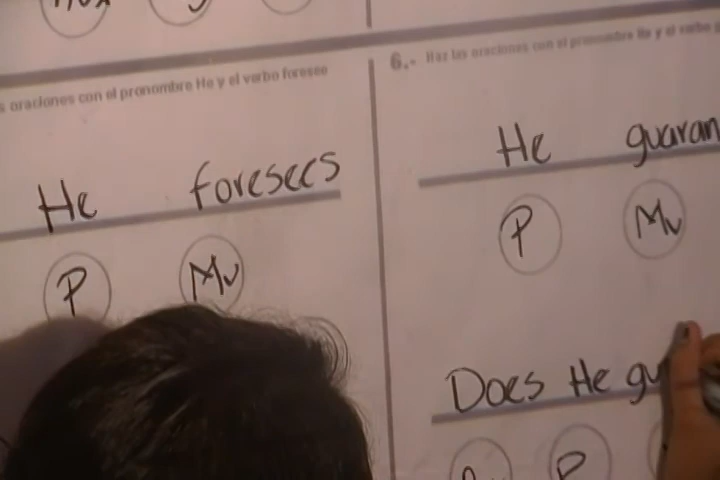 s oraciones con el pronombre He y el verbo foresee
He foresees
P Mv
6.- Haz las oraciones con el pronombre He y el verbo
He guaran
P Mv
Does He gu
P